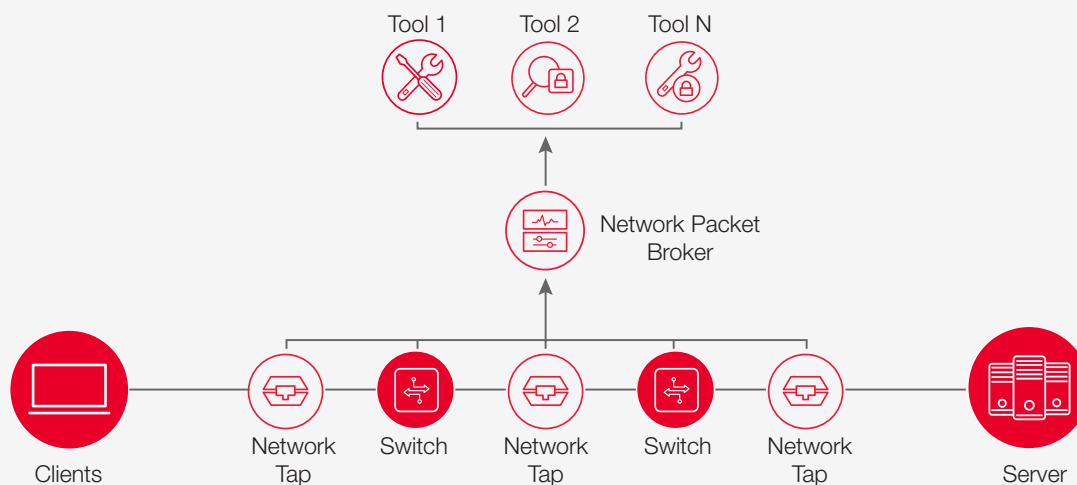 Tool 1
Tool 2
Tool N
Network Packet
Broker
Network
Tap
Switch
Network
Tap
Switch
Network
Tap
Clients
Server